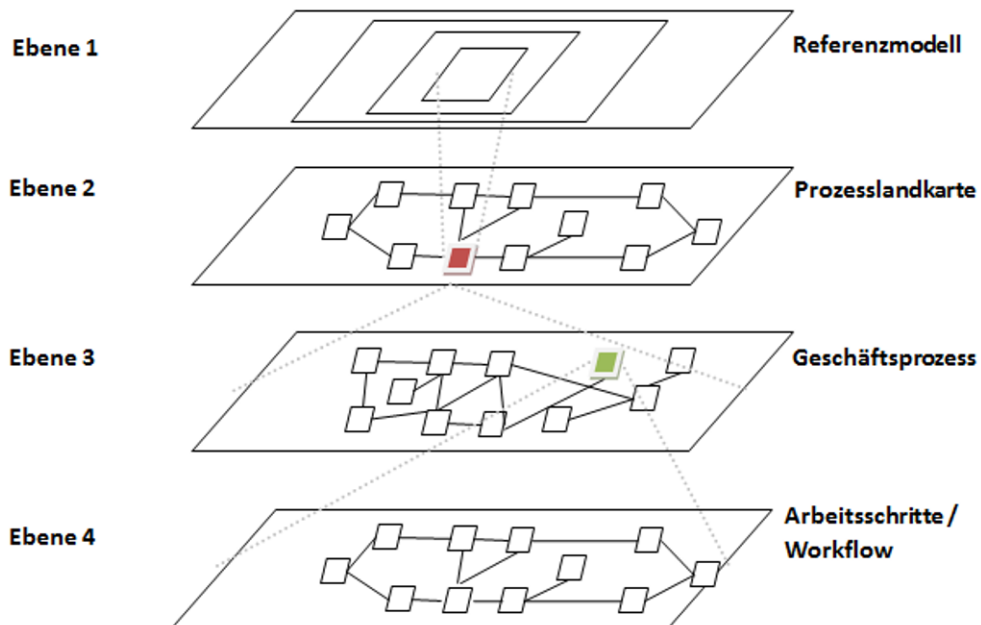 Ebene 1
Referenzmodell
Ebene 2
Prozesslandkarte
Ebene 3
Geschäftsprozess
Ebene 4
Arbeitsschritte /
Workflow